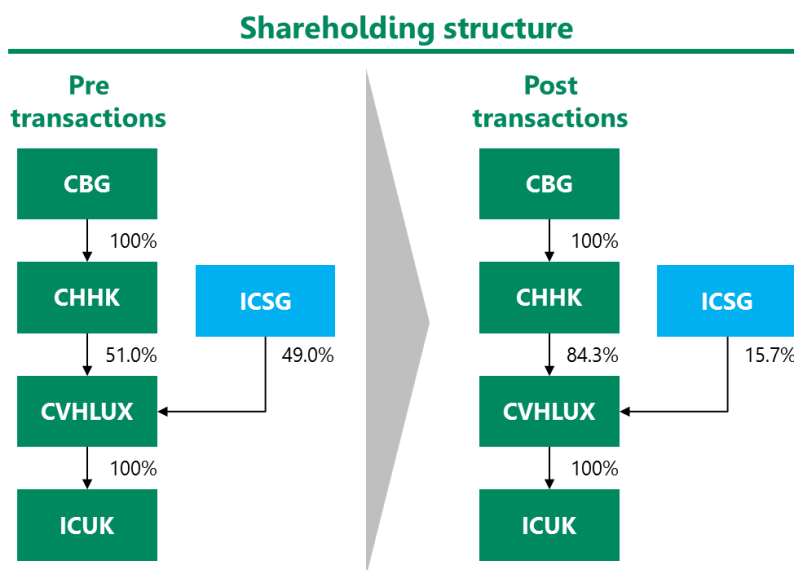 Shareholding structure
Pre
transactions
CBG
100%
CHHK
ICSG
51.0%
49.0%
CVHLUX
100%
ICUK
Post
transactions
CBG
100%
CHHK
ICSG
84.3%
15.7%
CVHLUX
100%
ICUK